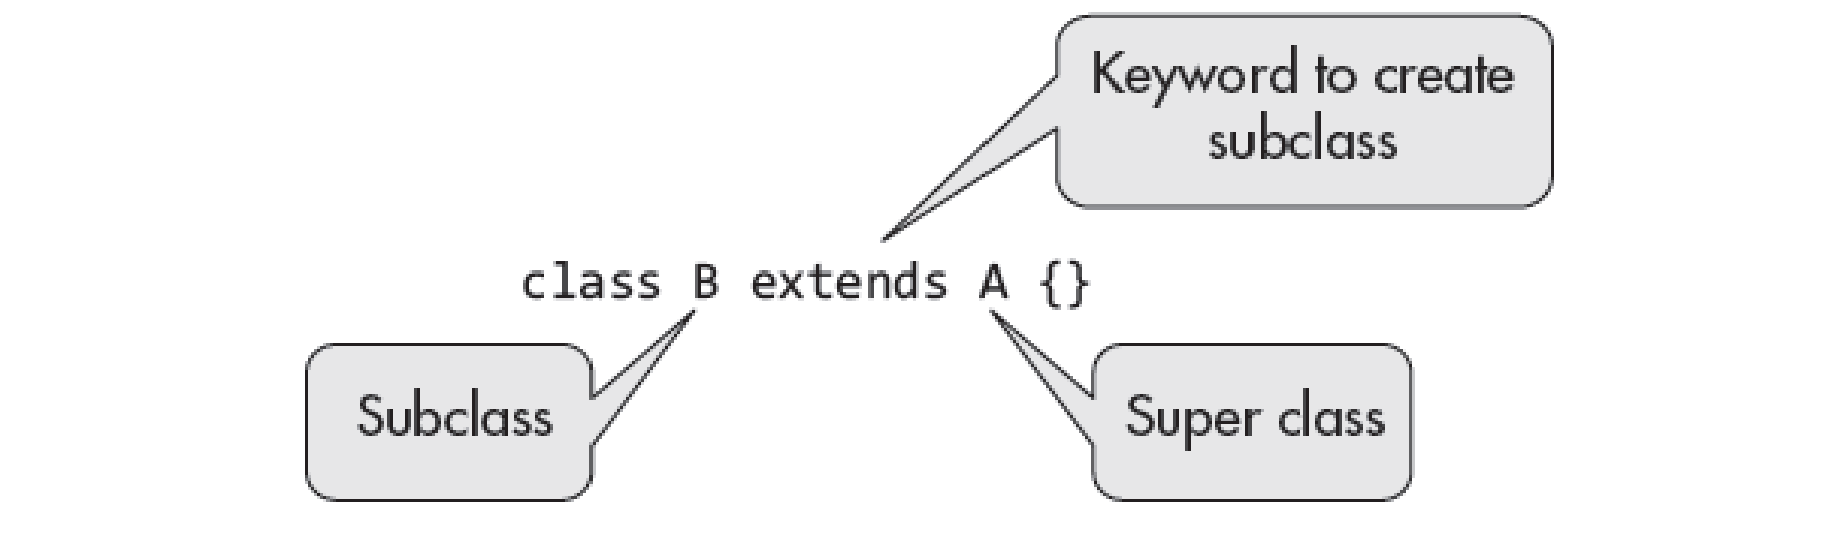 Keyword to create
subclass
class B extends A {}
Subclass
Super class